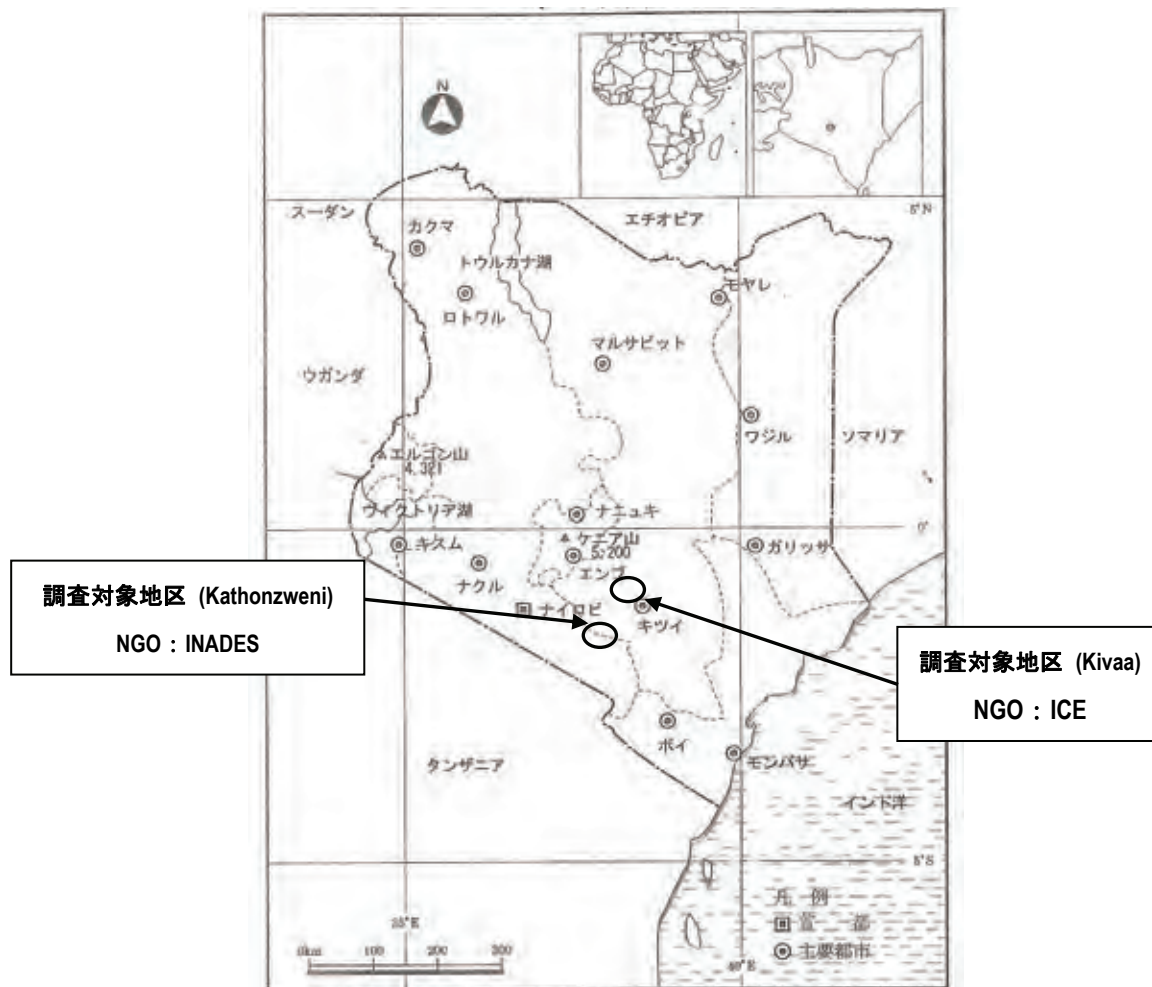 N
スーダン
エチオピア
5°N
カクマ
トウルカナ湖
モヤレ
ロトワル
マルサビット
ウガンダ
ワジル
ソマリア
エルゴン山
4.321
ヴィクトリア湖
ナニュキ
0°
ケニア山
5.200
キスム
ガリッサ
エンブ
ナクル
調査対象地区 (Kathonzweni)
NGO：INADES
ナイロビ
キツイ
調査対象地区 (Kivaa)
NGO：ICE
ボイ
モンバサ
タンザニア
インド洋
5°S
凡例
首都
主要都市
35°E
40°E
0km 100 200 300